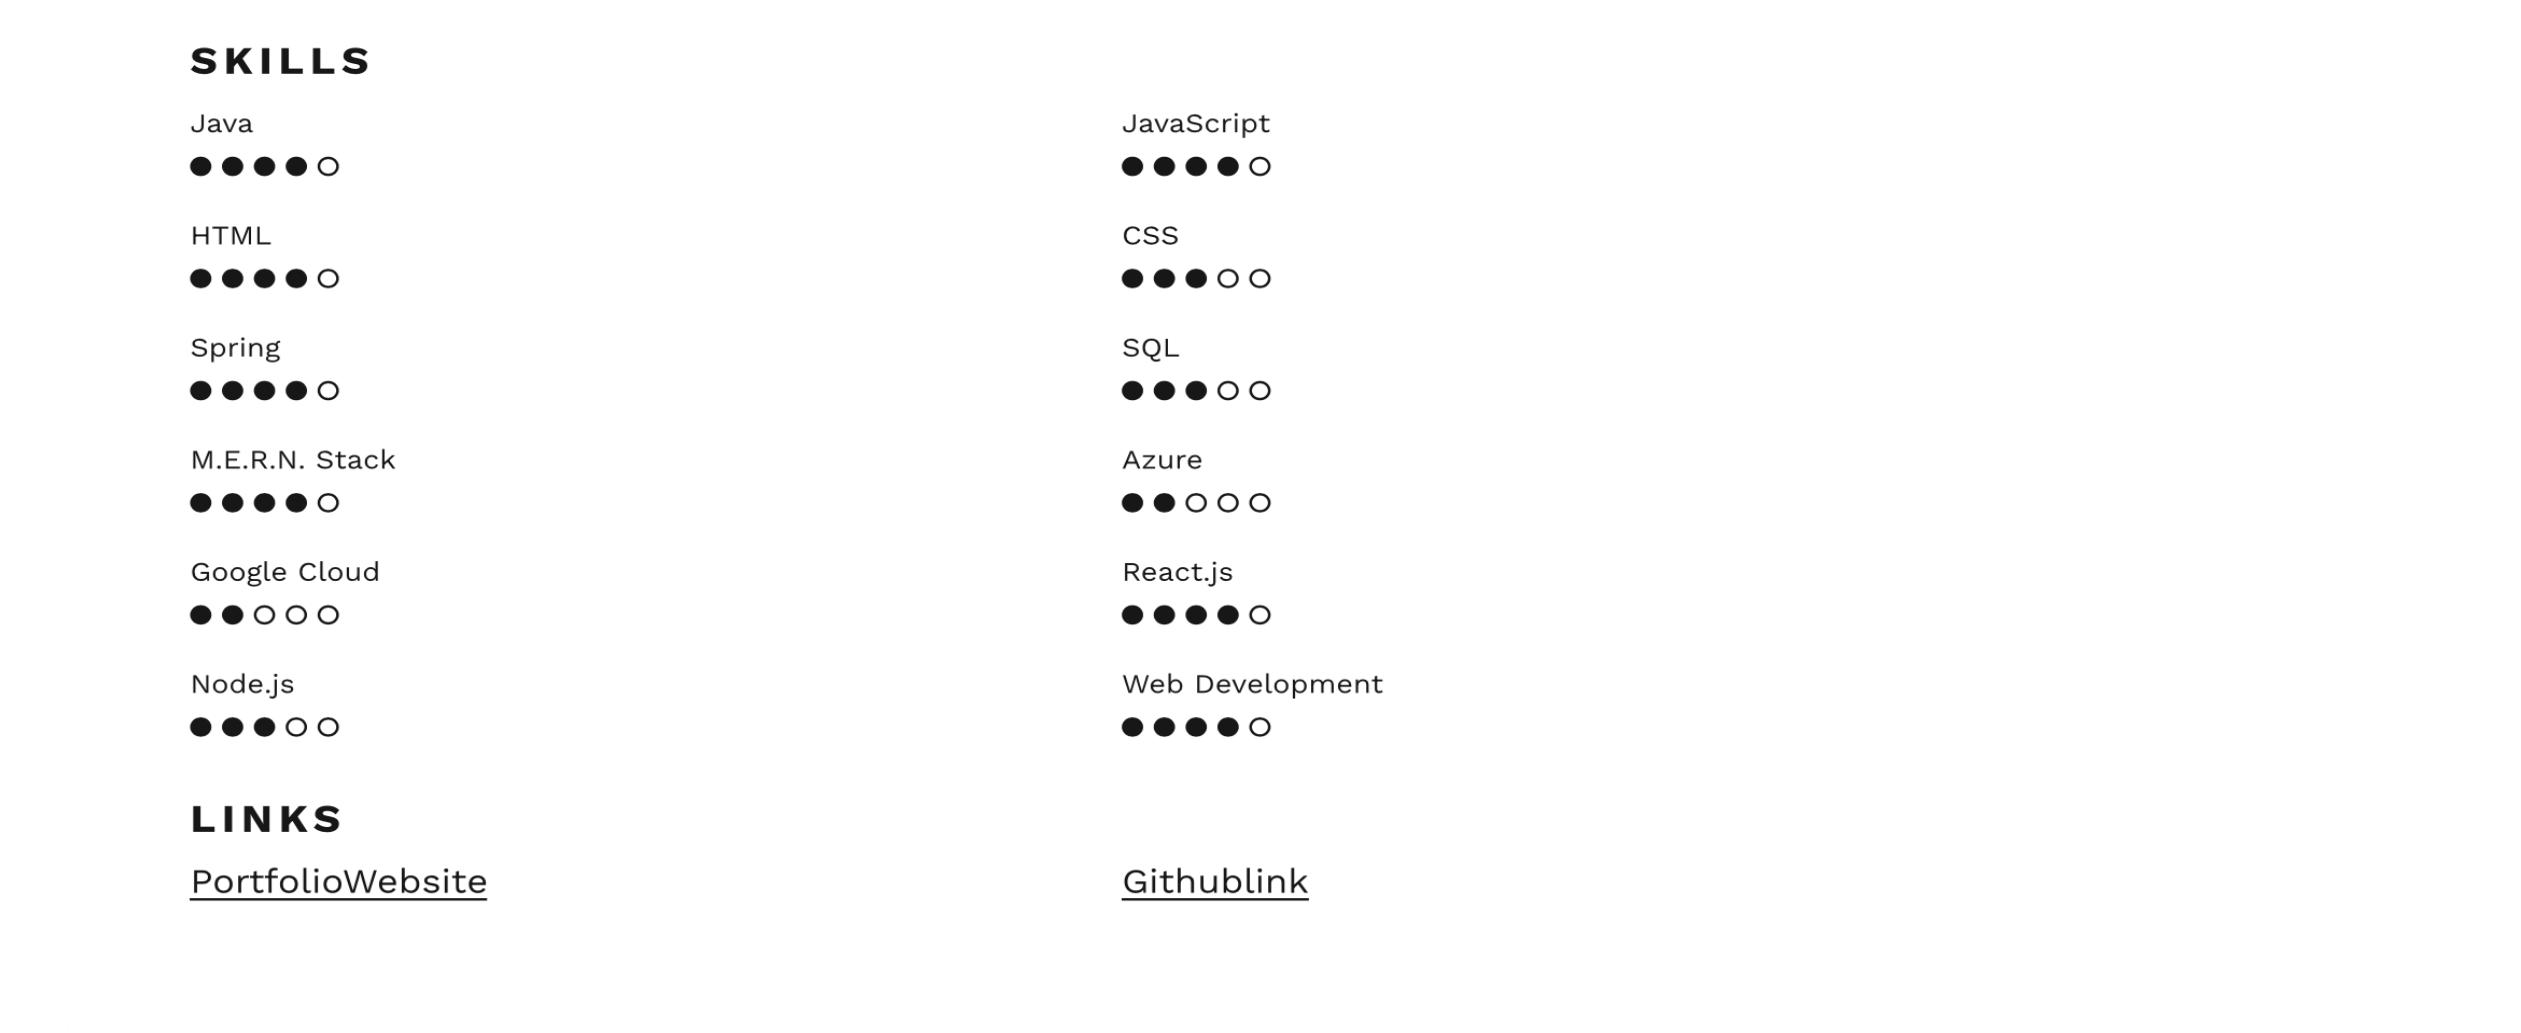 SKILLS
Java
JavaScript
HTML
CSS
Spring
SQL
M.E.R.N. Stack
Azure
Google Cloud
React.js
Node.js
Web Development
LINKS
PortfolioWebsite
Githublink